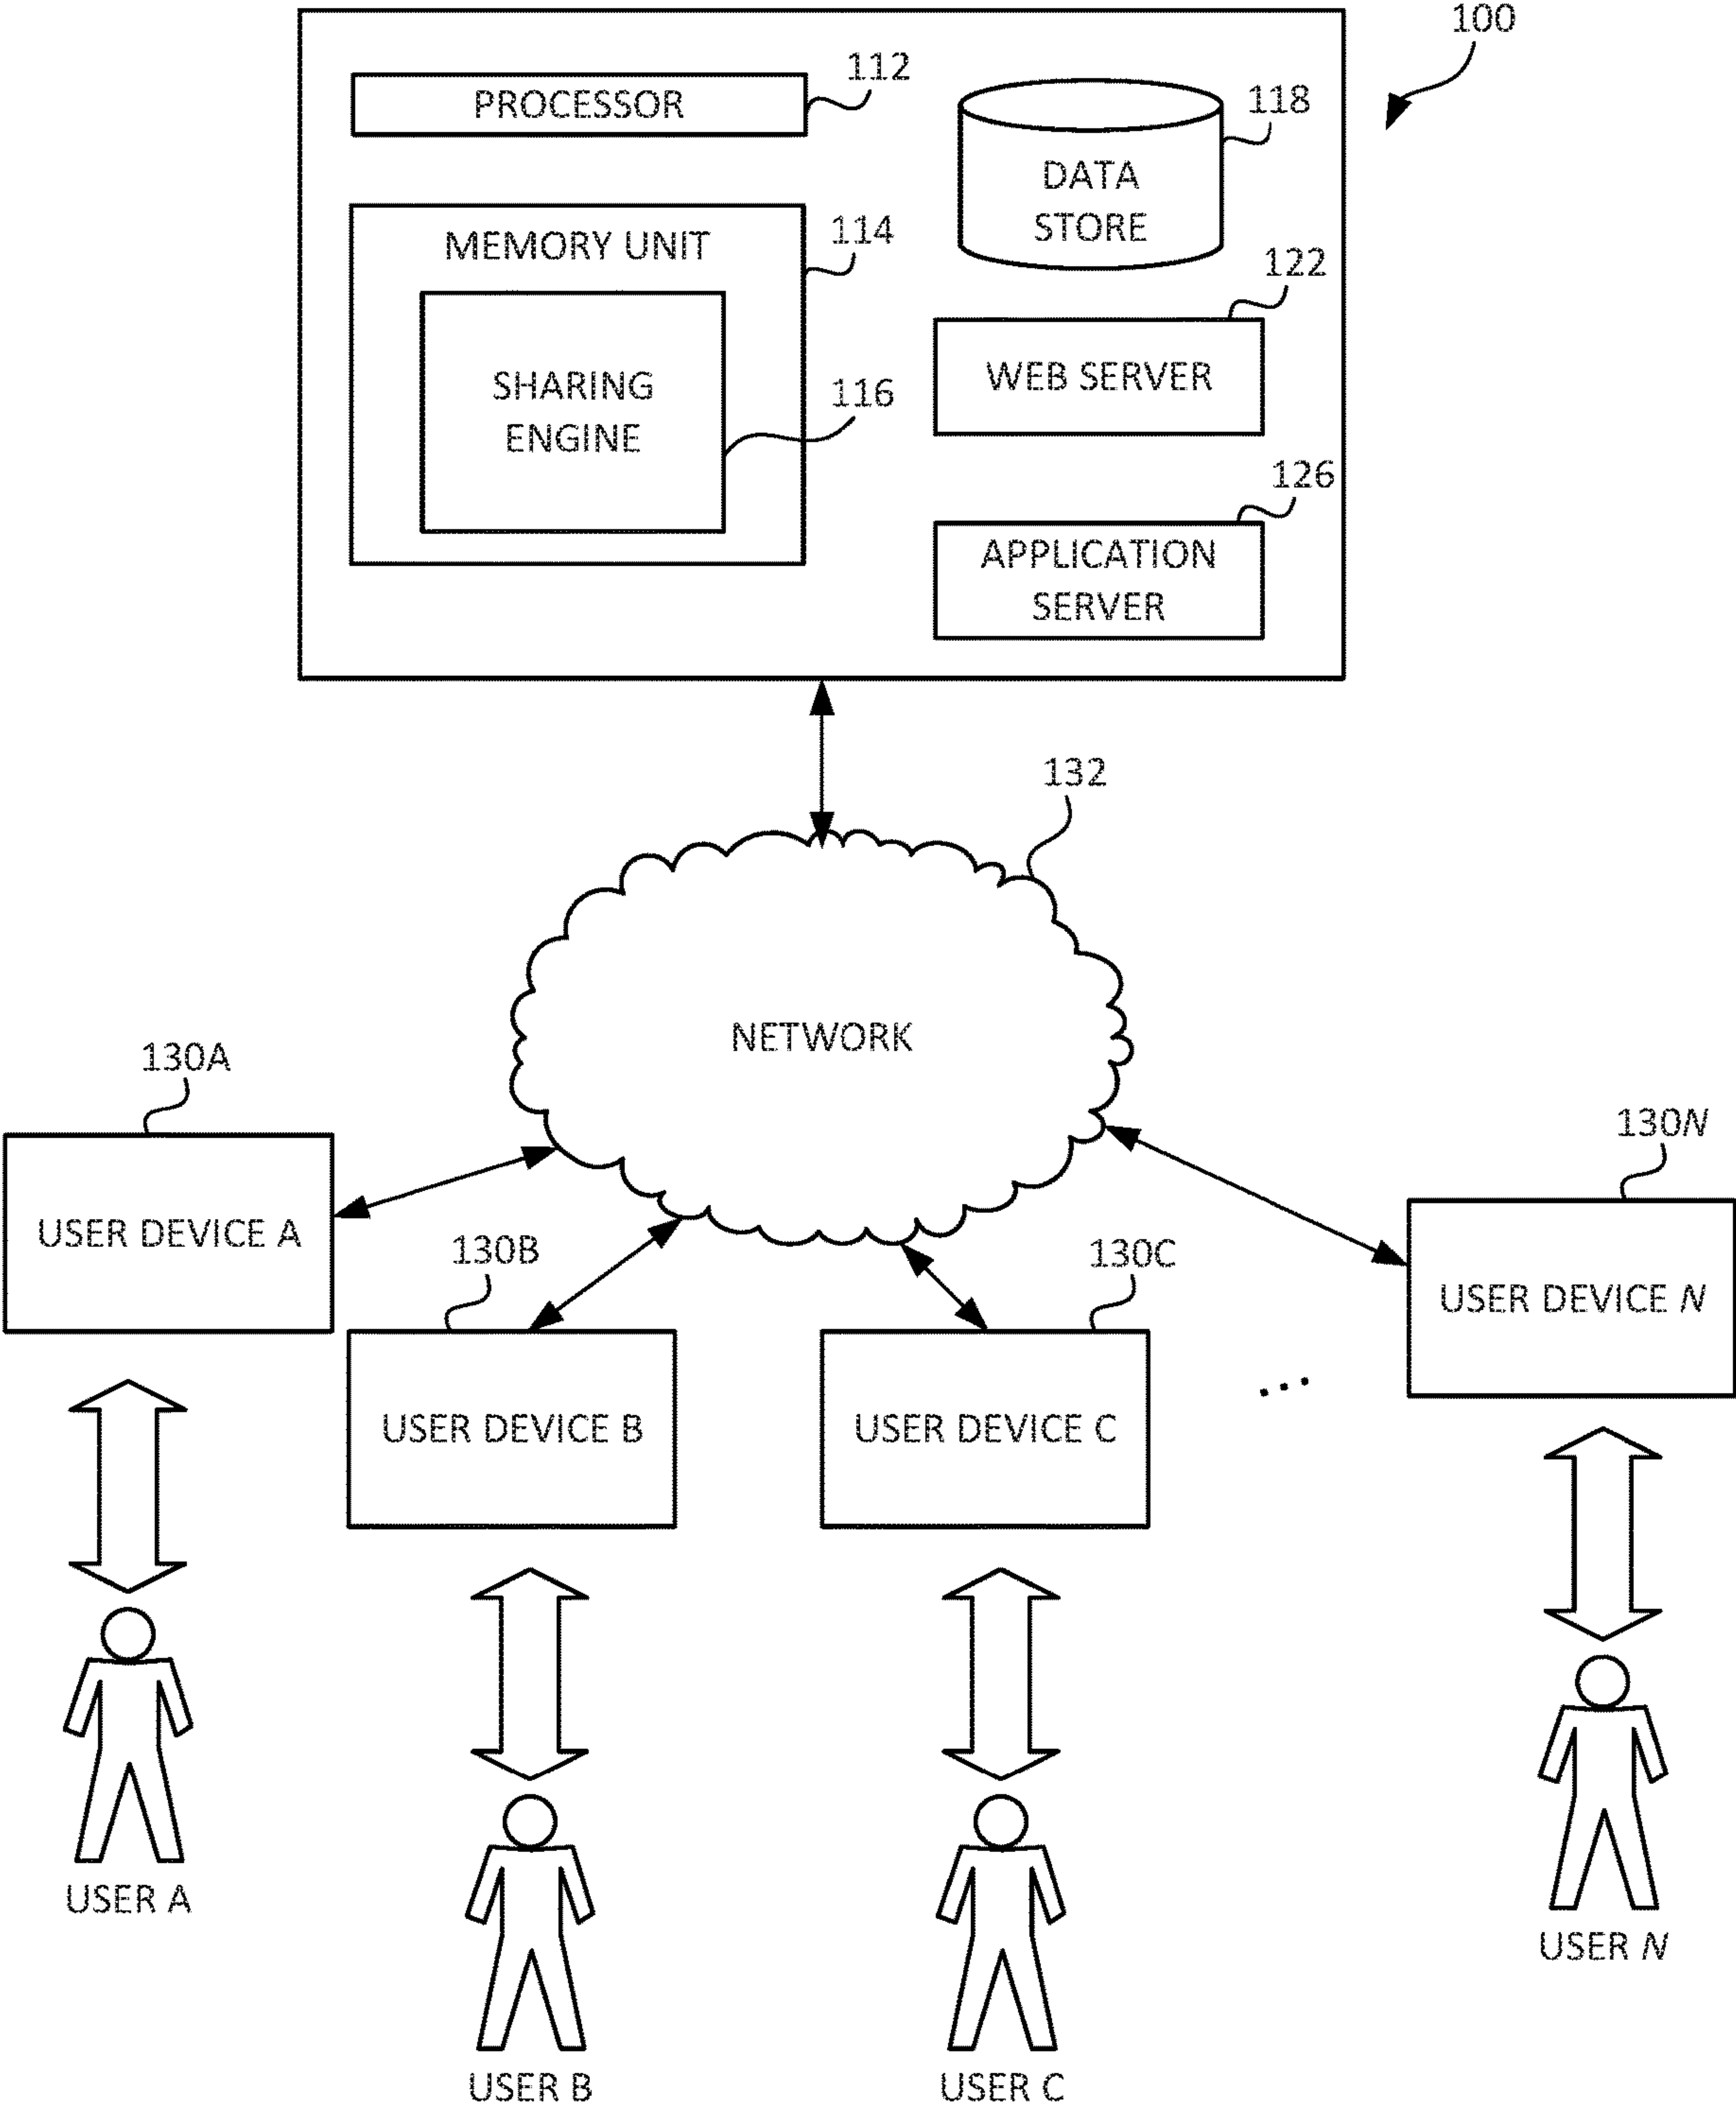 100
PROCESSOR
112
118
DATA
STORE
MEMORY UNIT
114
122
SHARING
ENGINE
116
WEB SERVER
126
APPLICATION
SERVER
132
NETWORK
130A
USER DEVICE A
130B
USER DEVICE B
130C
USER DEVICE C
...
130N
USER DEVICE N
USER A
USER B
USER C
USER N